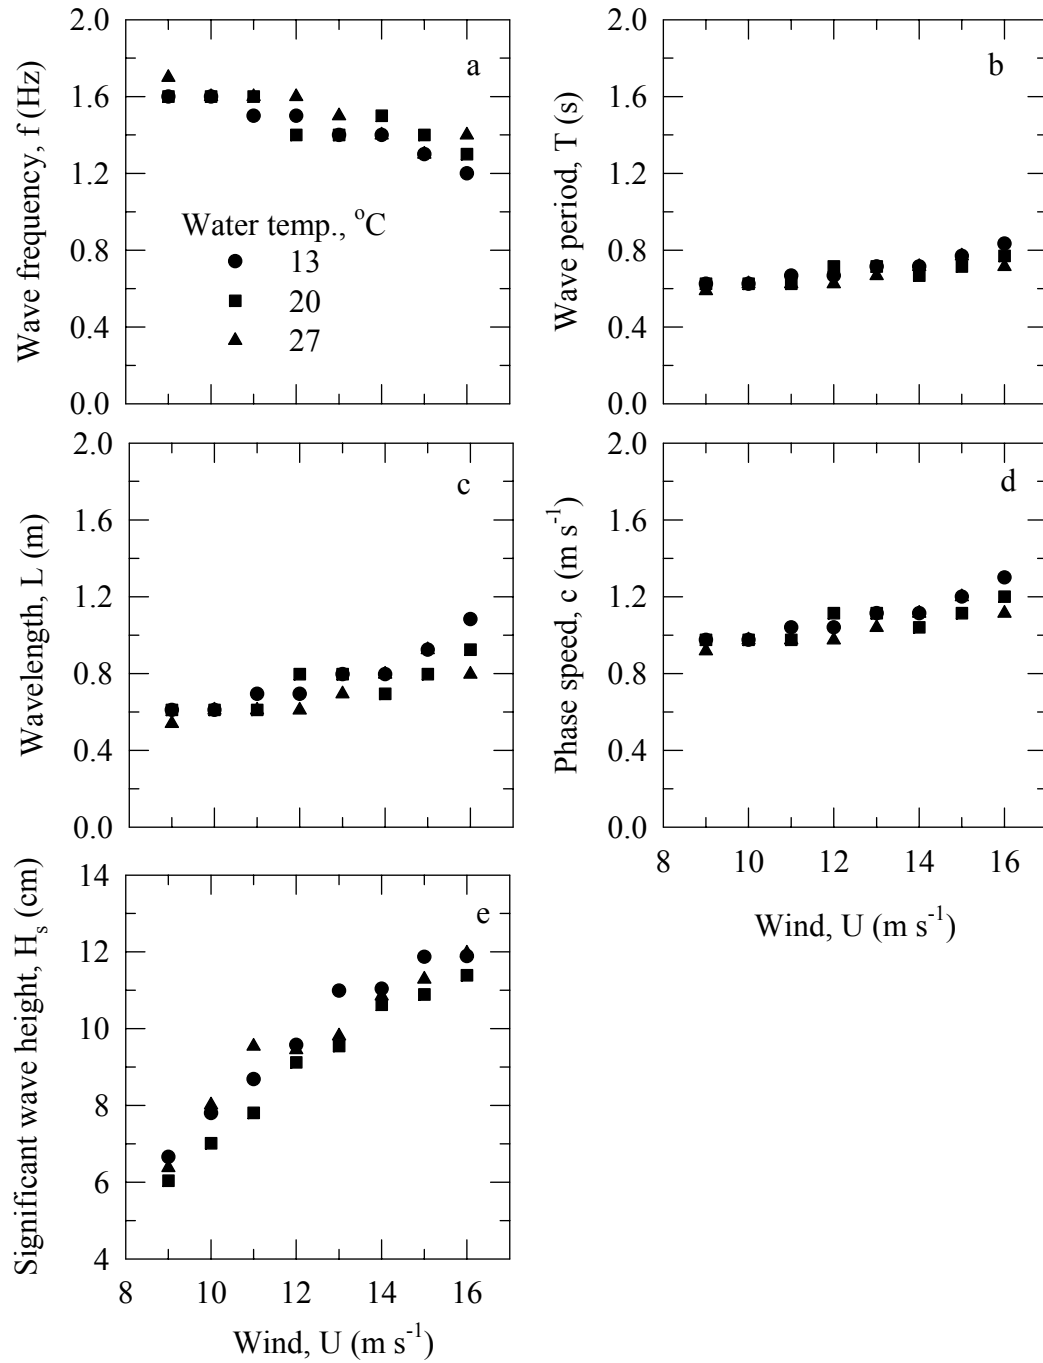 Wave frequency, f (Hz)
2.0
1.6
1.2
0.8
0.4
0.0
a
Water temp., °C
13
20
27
Wave period, T (s)
2.0
1.6
1.2
0.8
0.4
0.0
b
Wavelength, L (m)
2.0
1.6
1.2
0.8
0.4
0.0
c
Phase speed, c (m s-1)
2.0
1.6
1.2
0.8
0.4
0.0
d
8 10 12 14 16
Wind, U (m s-1)
Significant wave height, Hs (cm)
14
12
10
8
6
4
e
8 10 12 14 16
Wind, U (m s-1)